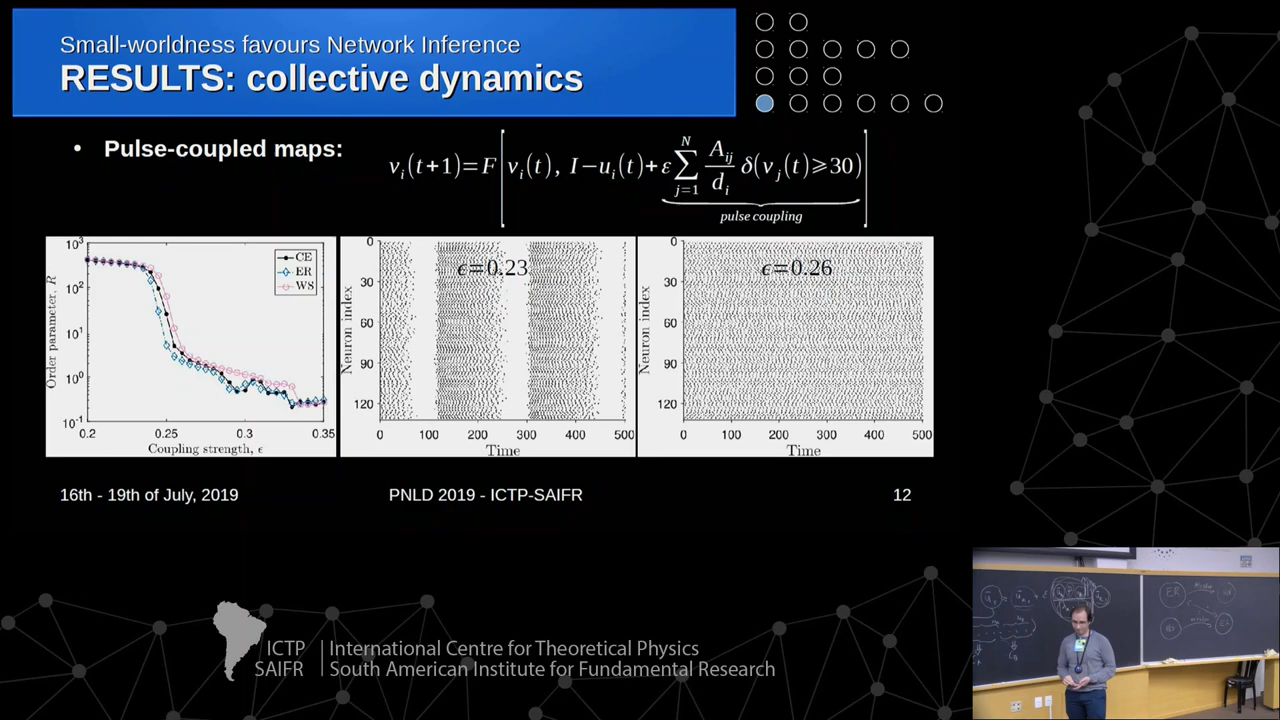 Small-worldness favours Network Inference
RESULTS: collective dynamics
• Pulse-coupled maps:
v_i(t+1)=F[v_i(t), I−u_i(t)+ε∑_{j=1}^{N} A_ij/d_i δ(v_j(t)⩾30)]
pulse coupling
10^3
10^2
10^1
10^0
10^-1
Order parameter, R
CE
ER
WS
0.2 0.25 0.3 0.35
Coupling strength, ϵ
ϵ=0.23
Neuron index
0
30
60
90
120
0 100 200 300 400 500
Time
ϵ=0.26
Neuron index
0
30
60
90
120
0 100 200 300 400 500
Time
16th - 19th of July, 2019
PNLD 2019 - ICTP-SAIFR
12
ICTP | International Centre for Theoretical Physics
SAIFR | South American Institute for Fundamental Research
ER